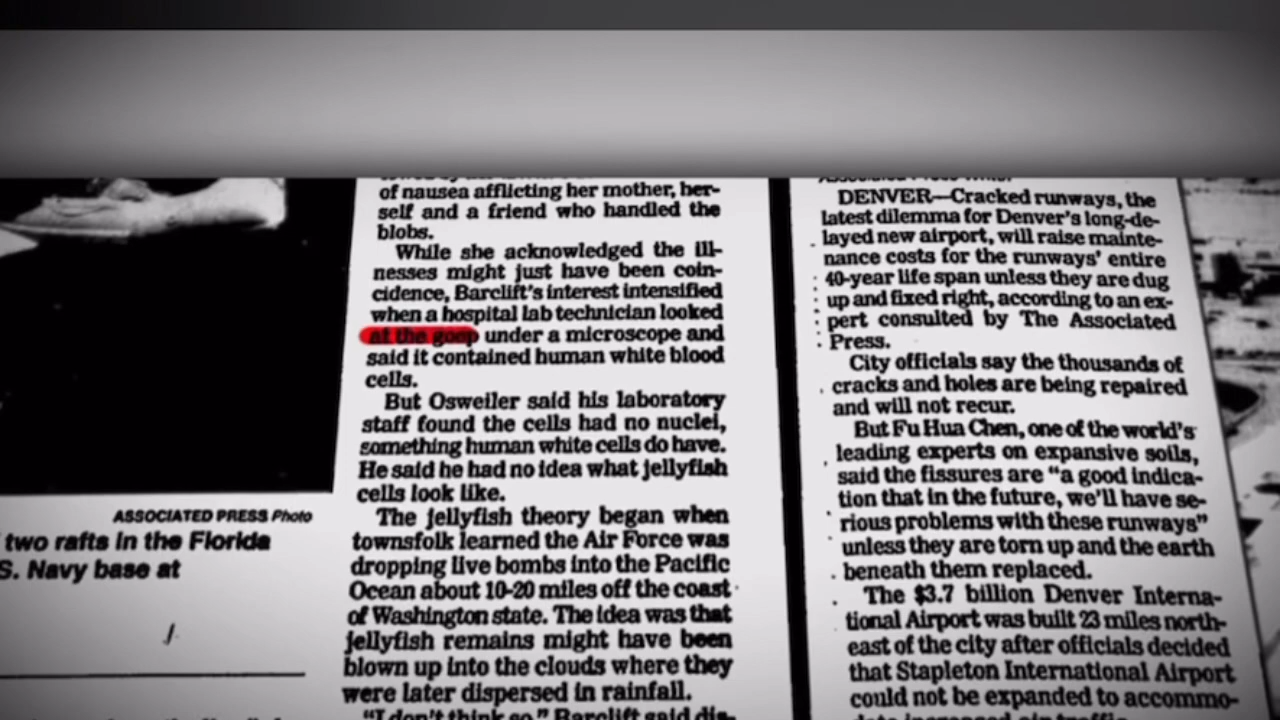 ASSOCIATED PRESS Photo
two rafts in the Florida
S. Navy base at
of nausea afflicting her mother, her-
self and a friend who handled the
blobs.
While she acknowledged the ill-
nesses might just have been coin-
cidence, Barclift's interest intensified
when a hospital lab technician looked
at the goop under a microscope and
said it contained human white blood
cells.
But Osweiler said his laboratory
staff found the cells had no nuclei,
something human white cells do have.
He said he had no idea what jellyfish
cells look like.
The jellyfish theory began when
townsfolk learned the Air Force was
dropping live bombs into the Pacific
Ocean about 10-20 miles off the coast
of Washington state. The idea was that
jellyfish remains might have been
blown up into the clouds where they
were later dispersed in rainfall.
"I don't think so," Barclift said dis-
DENVER—Cracked runways, the
latest dilemma for Denver's long-de-
layed new airport, will raise mainte-
nance costs for the runways' entire
40-year life span unless they are dug
up and fixed right, according to an ex-
pert consulted by The Associated
Press.
City officials say the thousands of
cracks and holes are being repaired
and will not recur.
But Fu Hua Chen, one of the world's
leading experts on expansive soils,
said the fissures are "a good indica-
tion that in the future, we'll have se-
rious problems with these runways"
unless they are torn up and the earth
beneath them replaced.
The $3.7 billion Denver Interna-
tional Airport was built 23 miles north-
east of the city after officials decided
that Stapleton International Airport
could not be expanded to accommo-